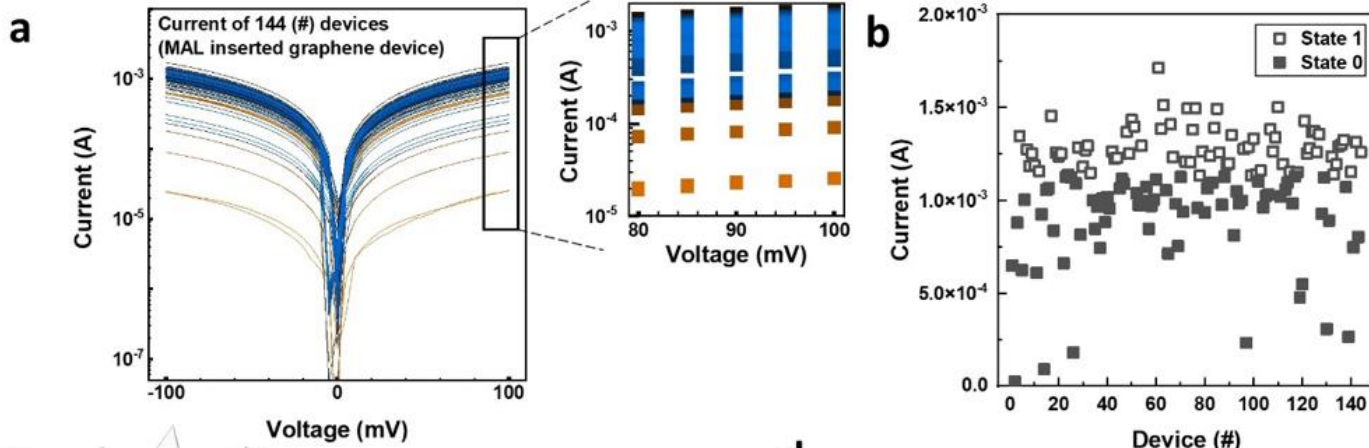 a
Current of 144 (#) devices
(MAL inserted graphene device)
Current (A)
10⁻³
10⁻⁵
10⁻⁷
-100
0
100
Voltage (mV)
Current (A)
10⁻³
10⁻⁴
10⁻⁵
80
90
100
Voltage (mV)
b
State 1
State 0
Current (A)
2.0×10⁻³
1.5×10⁻³
1.0×10⁻³
5.0×10⁻⁴
0.0
0
20
40
60
80
100
120
140
Device (#)